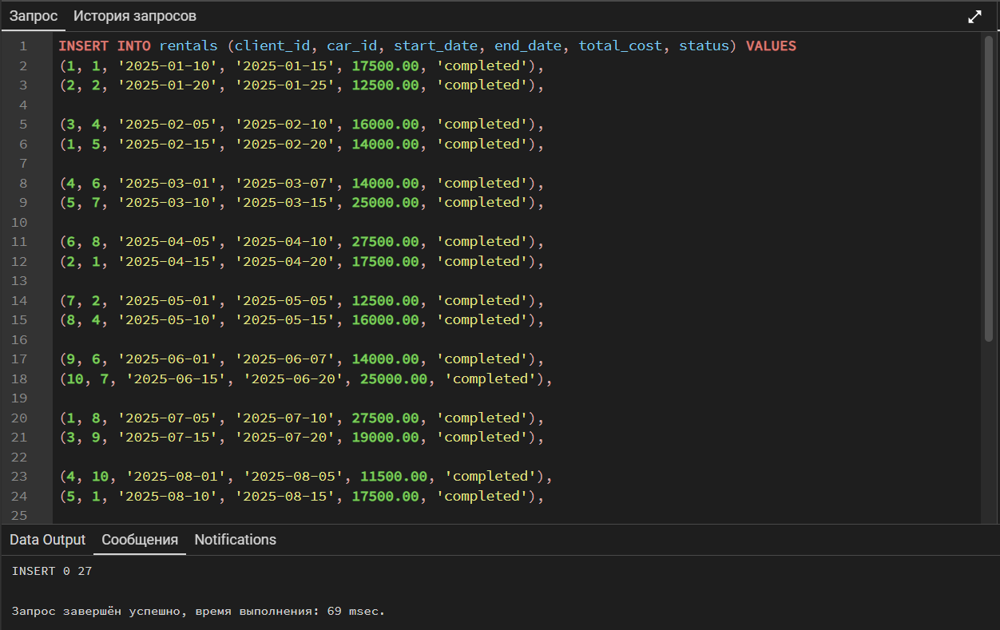 Запрос История запросов
1 INSERT INTO rentals (client_id, car_id, start_date, end_date, total_cost, status) VALUES
2 (1, 1, '2025-01-10', '2025-01-15', 17500.00, 'completed'),
3 (2, 2, '2025-01-20', '2025-01-25', 12500.00, 'completed'),
4
5 (3, 4, '2025-02-05', '2025-02-10', 16000.00, 'completed'),
6 (1, 5, '2025-02-15', '2025-02-20', 14000.00, 'completed'),
7
8 (4, 6, '2025-03-01', '2025-03-07', 14000.00, 'completed'),
9 (5, 7, '2025-03-10', '2025-03-15', 25000.00, 'completed'),
10
11 (6, 8, '2025-04-05', '2025-04-10', 27500.00, 'completed'),
12 (2, 1, '2025-04-15', '2025-04-20', 17500.00, 'completed'),
13
14 (7, 2, '2025-05-01', '2025-05-05', 12500.00, 'completed'),
15 (8, 4, '2025-05-10', '2025-05-15', 16000.00, 'completed'),
16
17 (9, 6, '2025-06-01', '2025-06-07', 14000.00, 'completed'),
18 (10, 7, '2025-06-15', '2025-06-20', 25000.00, 'completed'),
19
20 (1, 8, '2025-07-05', '2025-07-10', 27500.00, 'completed'),
21 (3, 9, '2025-07-15', '2025-07-20', 19000.00, 'completed'),
22
23 (4, 10, '2025-08-01', '2025-08-05', 11500.00, 'completed'),
24 (5, 1, '2025-08-10', '2025-08-15', 17500.00, 'completed'),
25
Data Output Сообщения Notifications
INSERT 0 27
Запрос завершён успешно, время выполнения: 69 msec.